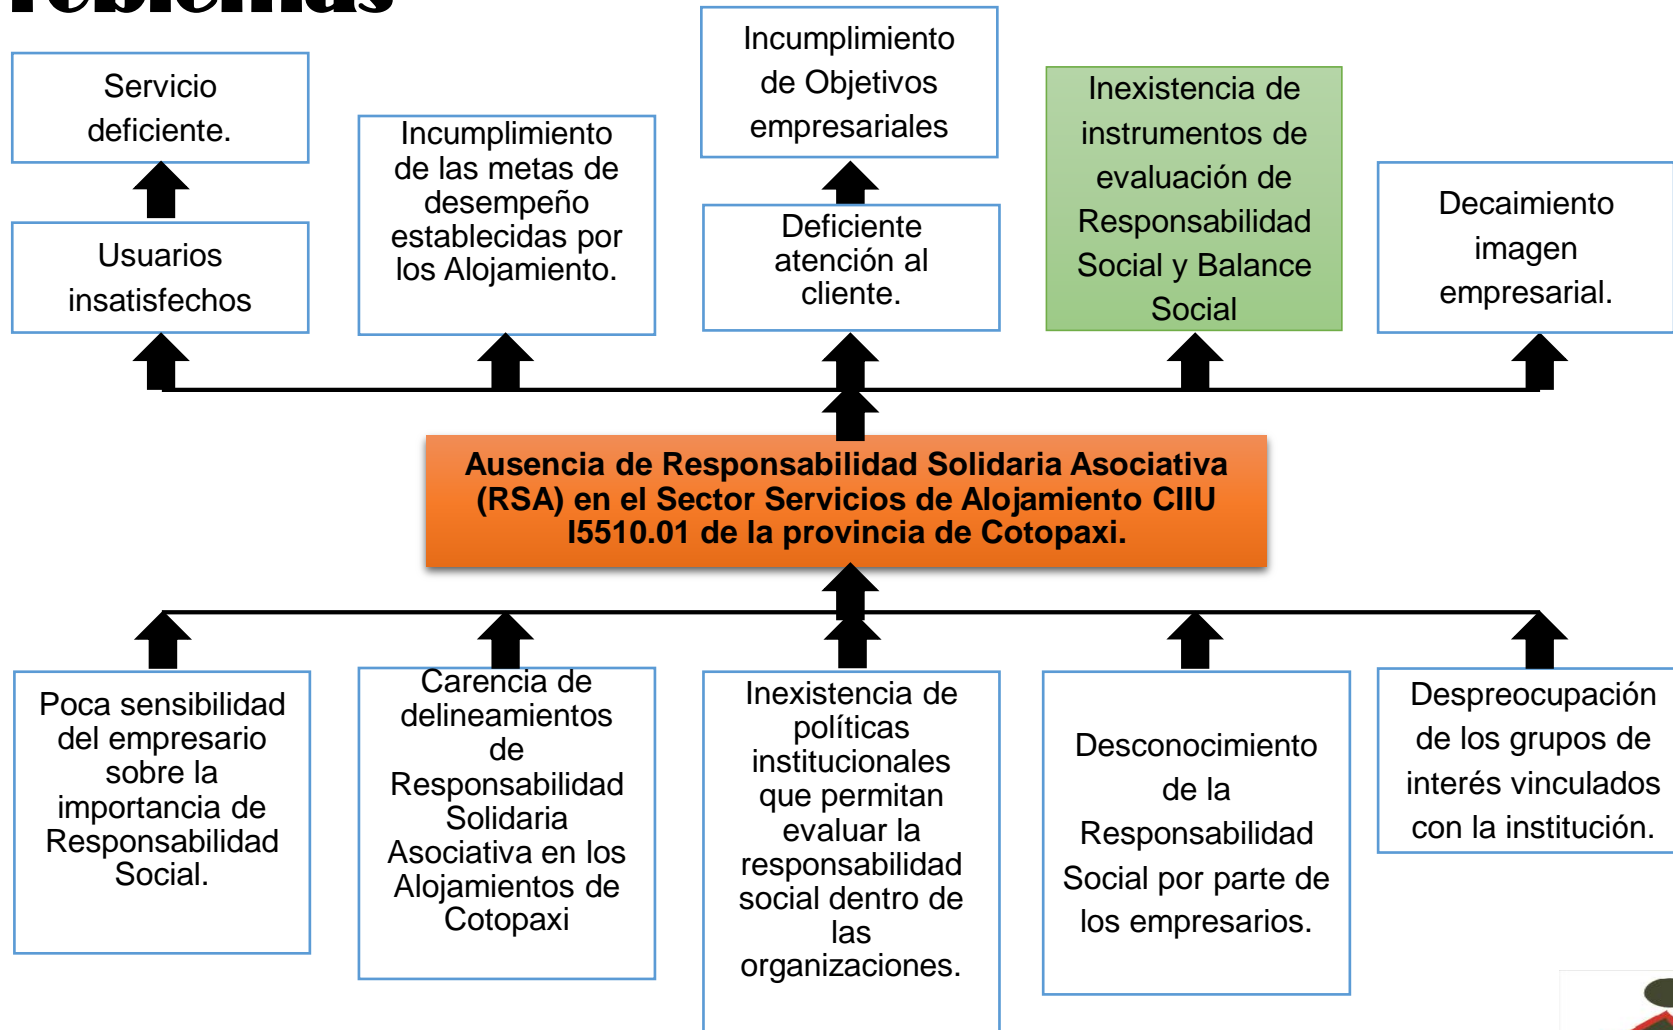 Incumplimiento
de Objetivos
empresariales
Servicio
deficiente.
Incumplimiento
de las metas de
desempeño
establecidas por
los Alojamiento.
Inexistencia de
instrumentos de
evaluación de
Responsabilidad
Social y Balance
Social
Decaimiento
imagen
empresarial.
Usuarios
insatisfechos
Deficiente
atención al
cliente.
Ausencia de Responsabilidad Solidaria Asociativa
(RSA) en el Sector Servicios de Alojamiento CIIU
I5510.01 de la provincia de Cotopaxi.
Poca sensibilidad
del empresario
sobre la
importancia de
Responsabilidad
Social.
Carencia de
delineamientos
de
Responsabilidad
Solidaria
Asociativa en los
Alojamientos de
Cotopaxi
Inexistencia de
políticas
institucionales
que permitan
evaluar la
responsabilidad
social dentro de
las
organizaciones.
Desconocimiento
de la
Responsabilidad
Social por parte de
los empresarios.
Despreocupación
de los grupos de
interés vinculados
con la institución.